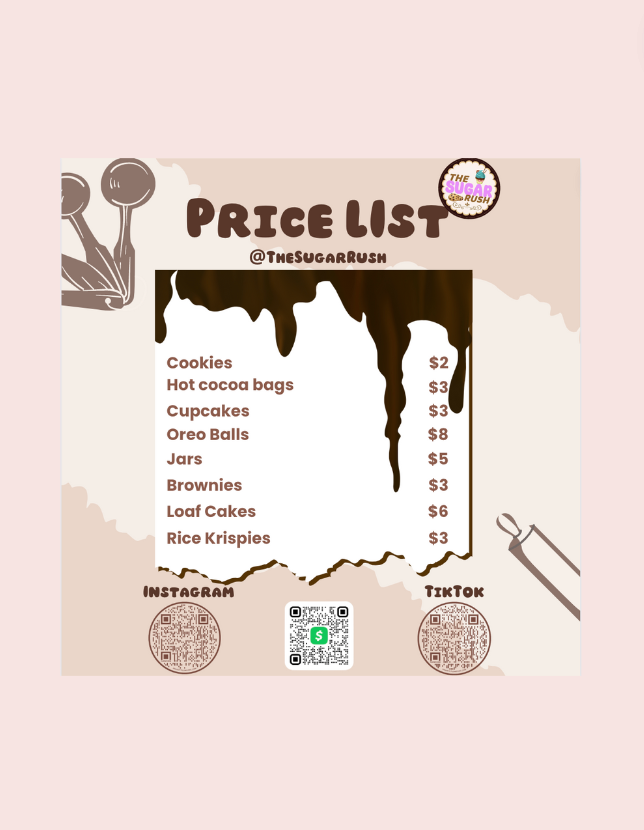 PRICE LIST
THE
SUGAR
RUSH
@THESUGARRUSH
Cookies $2
Hot cocoa bags $3
Cupcakes $3
Oreo Balls $8
Jars $5
Brownies $3
Loaf Cakes $6
Rice Krispies $3
INSTAGRAM
TIKTOK
$